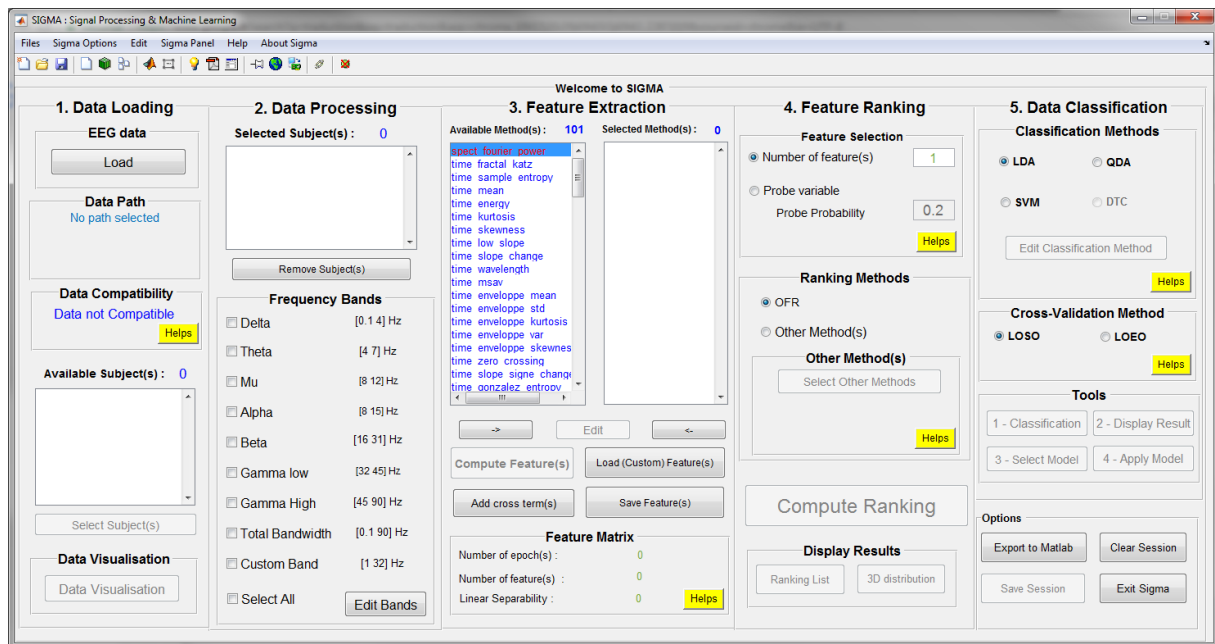 SIGMA : Signal Processing & Machine Learning
Files Sigma Options Edit Sigma Panel Help About Sigma
Welcome to SIGMA
1. Data Loading
EEG data
Load
Data Path
No path selected
Data Compatibility
Data not Compatible
Helps
Available Subject(s) : 0
Select Subject(s)
Data Visualisation
Data Visualisation
2. Data Processing
Selected Subject(s) : 0
Remove Subject(s)
Frequency Bands
Delta [0.1 4] Hz
Theta [4 7] Hz
Mu [8 12] Hz
Alpha [8 15] Hz
Beta [16 31] Hz
Gamma low [32 45] Hz
Gamma High [45 90] Hz
Total Bandwidth [0.1 90] Hz
Custom Band [1 32] Hz
Select All
Edit Bands
3. Feature Extraction
Available Method(s) : 101 Selected Method(s) : 0
spect fourier power
time fractal katz
time sample entropy
time mean
time energy
time kurtosis
time skewness
time low slope
time slope change
time wavelength
time msav
time enveloppe mean
time enveloppe std
time enveloppe kurtosis
time enveloppe var
time enveloppe skewnes
time zero crossing
time slope signe change
time gonzalez entropy
-> Edit <-
Compute Feature(s) Load (Custom) Feature(s)
Add cross term(s) Save Feature(s)
Feature Matrix
Number of epoch(s) : 0
Number of feature(s) : 0
Linear Separability : 0
Helps
4. Feature Ranking
Feature Selection
Number of feature(s) 1
Probe variable
Probe Probability 0.2
Helps
Ranking Methods
OFR
Other Method(s)
Other Method(s)
Select Other Methods
Helps
Compute Ranking
Display Results
Ranking List 3D distribution
5. Data Classification
Classification Methods
LDA QDA
SVM DTC
Edit Classification Method
Helps
Cross-Validation Method
LOSO LOEO
Helps
Tools
1 - Classification 2 - Display Result
3 - Select Model 4 - Apply Model
Options
Export to Matlab Clear Session
Save Session Exit Sigma